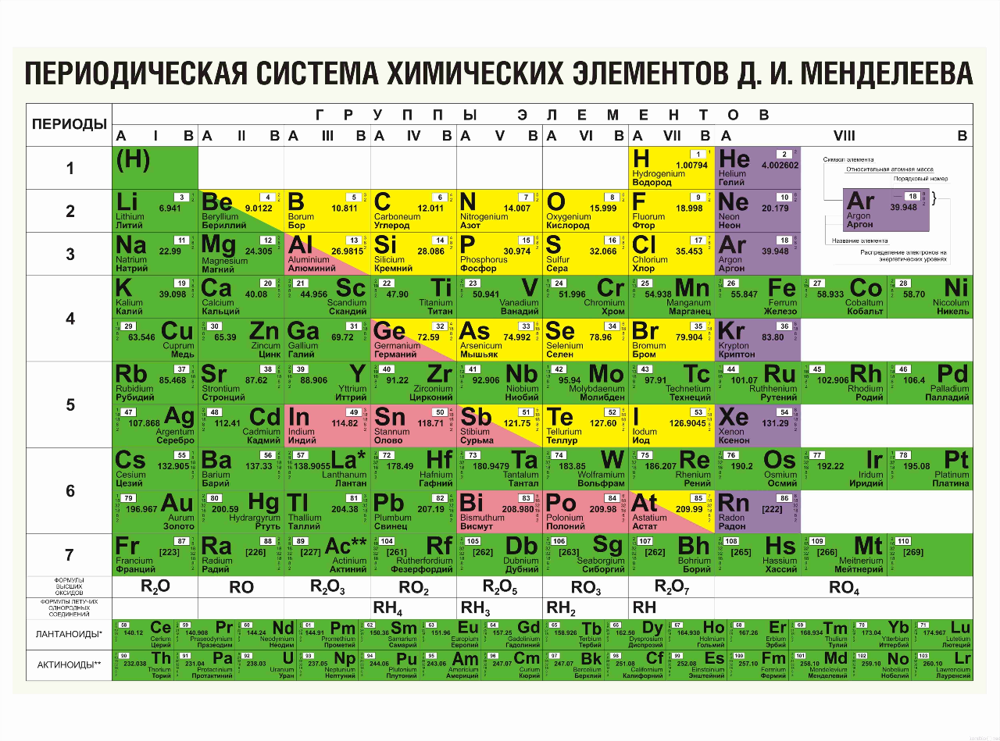 ПЕРИОДИЧЕСКАЯ СИСТЕМА ХИМИЧЕСКИХ ЭЛЕМЕНТОВ Д. И. МЕНДЕЛЕЕВА
ПЕРИОДЫ
Г Р У П П Ы Э Л Е М Е Н Т О В
A I B A II B A III B A IV B A V B A VI B A VII B A VIII B
1
(H)
H 1 1.00794 Hydrogenium Водород
He 2 4.002602 Helium Гелий
Символ элемента
Относительная атомная масса
Порядковый номер
Ar 18 39.948 Argon Аргон
Название элемента
Распределение электронов на
энергетических уровнях
2
Li 3 6.941 Lithium Литий
Be 4 9.0122 Beryllium Бериллий
B 5 10.811 Borum Бор
C 6 12.011 Carboneum Углерод
N 7 14.007 Nitrogenium Азот
O 8 15.999 Oxygenium Кислород
F 9 18.998 Fluorum Фтор
Ne 10 20.179 Neon Неон
3
Na 11 22.99 Natrium Натрий
Mg 12 24.305 Magnesium Магний
Al 13 26.9815 Aluminium Алюминий
Si 14 28.086 Silicium Кремний
P 15 30.974 Phosphorus Фосфор
S 16 32.066 Sulfur Сера
Cl 17 35.453 Chlorium Хлор
Ar 18 39.948 Argon Аргон
4
K 19 39.098 Kalium Калий
Ca 20 40.08 Calcium Кальций
21 44.956 Sc Scandium Скандий
22 47.90 Ti Titanium Титан
23 50.941 V Vanadium Ванадий
24 51.996 Cr Chromium Хром
25 54.938 Mn Manganum Марганец
26 55.847 Fe Ferrum Железо
27 58.933 Co Cobaltum Кобальт
28 58.70 Ni Niccolum Никель
29 63.546 Cu Cuprum Медь
30 65.39 Zn Zincum Цинк
Ga 31 69.72 Gallium Галий
Ge 32 72.59 Germanium Германий
As 33 74.992 Arsenicum Мышьяк
Se 34 78.96 Selenium Селен
Br 35 79.904 Bromum Бром
Kr 36 83.80 Krypton Криптон
5
Rb 37 85.468 Rubidium Рубидий
Sr 38 87.62 Strontium Стронций
39 88.906 Y Yttrium Иттрий
40 91.22 Zr Zirconium Цирконий
41 92.906 Nb Niobium Ниобий
42 95.94 Mo Molybdaenum Молибден
43 97.91 Tc Technetium Технеций
44 101.07 Ru Ruthhenium Рутений
45 102.906 Rh Rhodium Родий
46 106.4 Pd Palladium Палладий
47 107.868 Ag Argentum Серебро
48 112.41 Cd Cadmium Кадмий
In 49 114.82 Indium Индий
Sn 50 118.71 Stannum Олово
Sb 51 121.75 Stibium Сурьма
Te 52 127.60 Tellurium Теллур
I 53 126.9045 Iodum Иод
Xe 54 131.29 Xenon Ксенон
6
Cs 55 132.905 Cesium Цезий
Ba 56 137.33 Barium Барий
57 138.9055 La* Lanthanum Лантан
72 178.49 Hf Hafnium Гафний
73 180.9479 Ta Tantalum Тантал
74 183.85 W Wolframium Вольфрам
75 186.207 Re Rhenium Рений
76 190.2 Os Osmium Осмий
77 192.22 Ir Iridium Иридий
78 195.08 Pt Platinum Платина
79 196.967 Au Aurum Золото
80 200.59 Hg Hydrargyrum Ртуть
Tl 81 204.38 Thallium Таллий
Pb 82 207.19 Plumbum Свинец
Bi 83 208.980 Bismuthum Висмут
Po 84 209.98 Polonium Полоний
At 85 209.99 Astatium Астат
Rn 86 [222] Radon Радон
7
Fr 87 [223] Francium Франций
Ra 88 [226] Radium Радий
89 [227] Ac** Actinium Актиний
104 [261] Rf Rutherfordium Фезерфордий
105 [262] Db Dubnium Дубний
106 [263] Sg Seaborgium Сиборгий
107 [262] Bh Bohrium Борий
108 [265] Hs Hassium Хассий
109 [266] Mt Meitnerium Мейтнерий
110 [269]
ФОРМУЛЫ
ВЫСШИХ
ОКСИДОВ
R2O RO R2O3 RO2 R2O5 RO3 R2O7 RO4
ФОРМУЛЫ ЛЕТУЧИХ
ОДНОРОДНЫХ
СОЕДИНЕНИЙ
RH4 RH3 RH2 RH
ЛАНТАНОИДЫ*
58 140.12 Ce Cerium Церий
59 140.908 Pr Praseodymium Празеодим
60 144.24 Nd Neodymium Неодим
61 144.91 Pm Promethium Прометий
62 150.36 Sm Samarium Самарий
63 151.96 Eu Europium Европий
64 157.25 Gd Gadolinium Гадолиний
65 158.926 Tb Terbium Тербий
66 162.50 Dy Dysprosium Диспрозий
67 164.930 Ho Holmium Гольмий
68 167.26 Er Erbium Эрбий
69 168.934 Tm Thulium Тулий
70 173.04 Yb Ytterbium Иттербий
71 174.967 Lu Lutetium Лютеций
АКТИНОИДЫ**
90 232.038 Th Thorium Торий
91 231.04 Pa Protactinium Протактиний
92 238.03 U Uranium Уран
93 237.05 Np Neptunium Нептуний
94 244.06 Pu Plutonium Плутоний
95 243.06 Am Americium Америций
96 247.07 Cm Curium Кюрий
97 247.07 Bk Bercelium Берклий
98 251.08 Cf Californium Калифорний
99 252.08 Es Einsteinium Эйнштейний
100 257.10 Fm Fermium Фермий
101 258.10 Md Mendelevium Менделевий
102 259.10 No Nobelium Нобелий
103 260.10 Lr Lawrencium Лауренсий